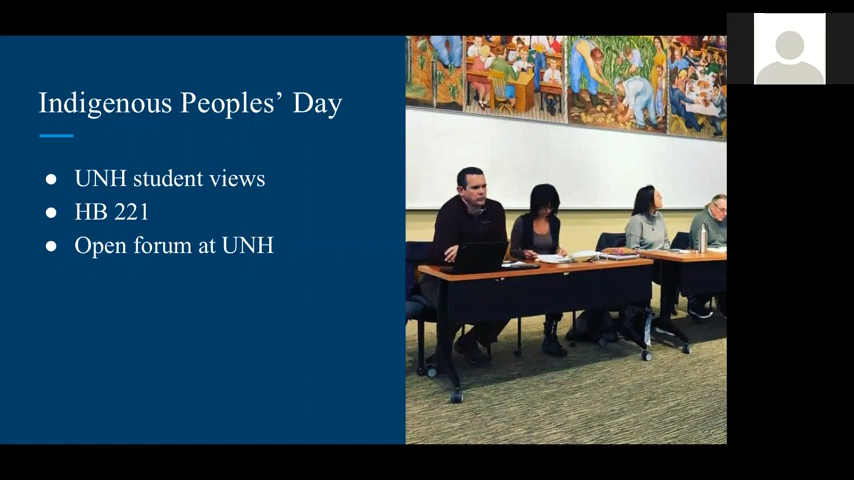 Indigenous Peoples’ Day
● UNH student views
● HB 221
● Open forum at UNH